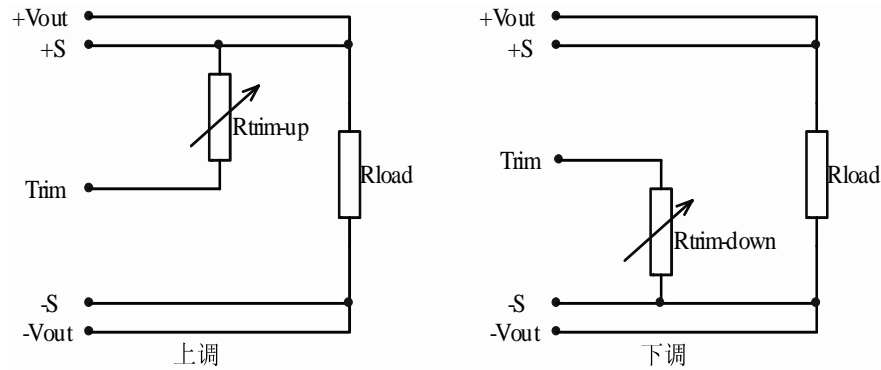 +Vout
+S
Rtrim-up
Rload
Trim
-S
-Vout
上调
+Vout
+S
Trim
Rload
Rtrim-down
-S
-Vout
下调